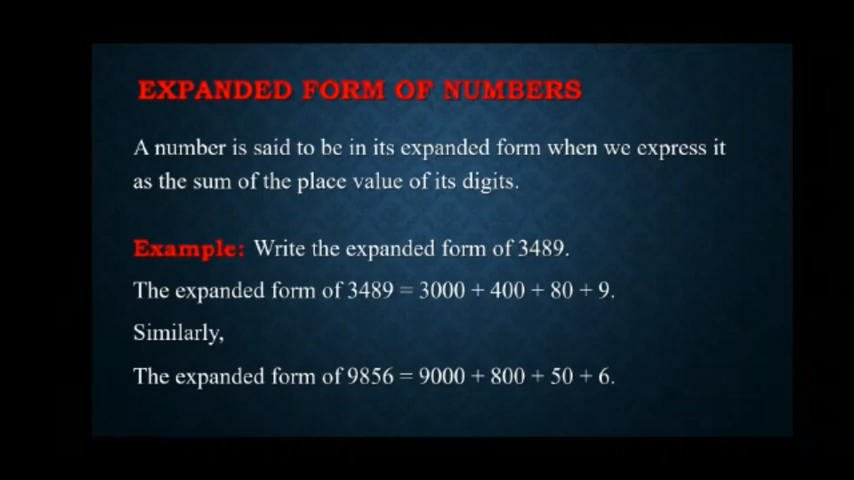 EXPANDED FORM OF NUMBERS
A number is said to be in its expanded form when we express it
as the sum of the place value of its digits.
Example: Write the expanded form of 3489.
The expanded form of 3489 = 3000 + 400 + 80 + 9.
Similarly,
The expanded form of 9856 = 9000 + 800 + 50 + 6.